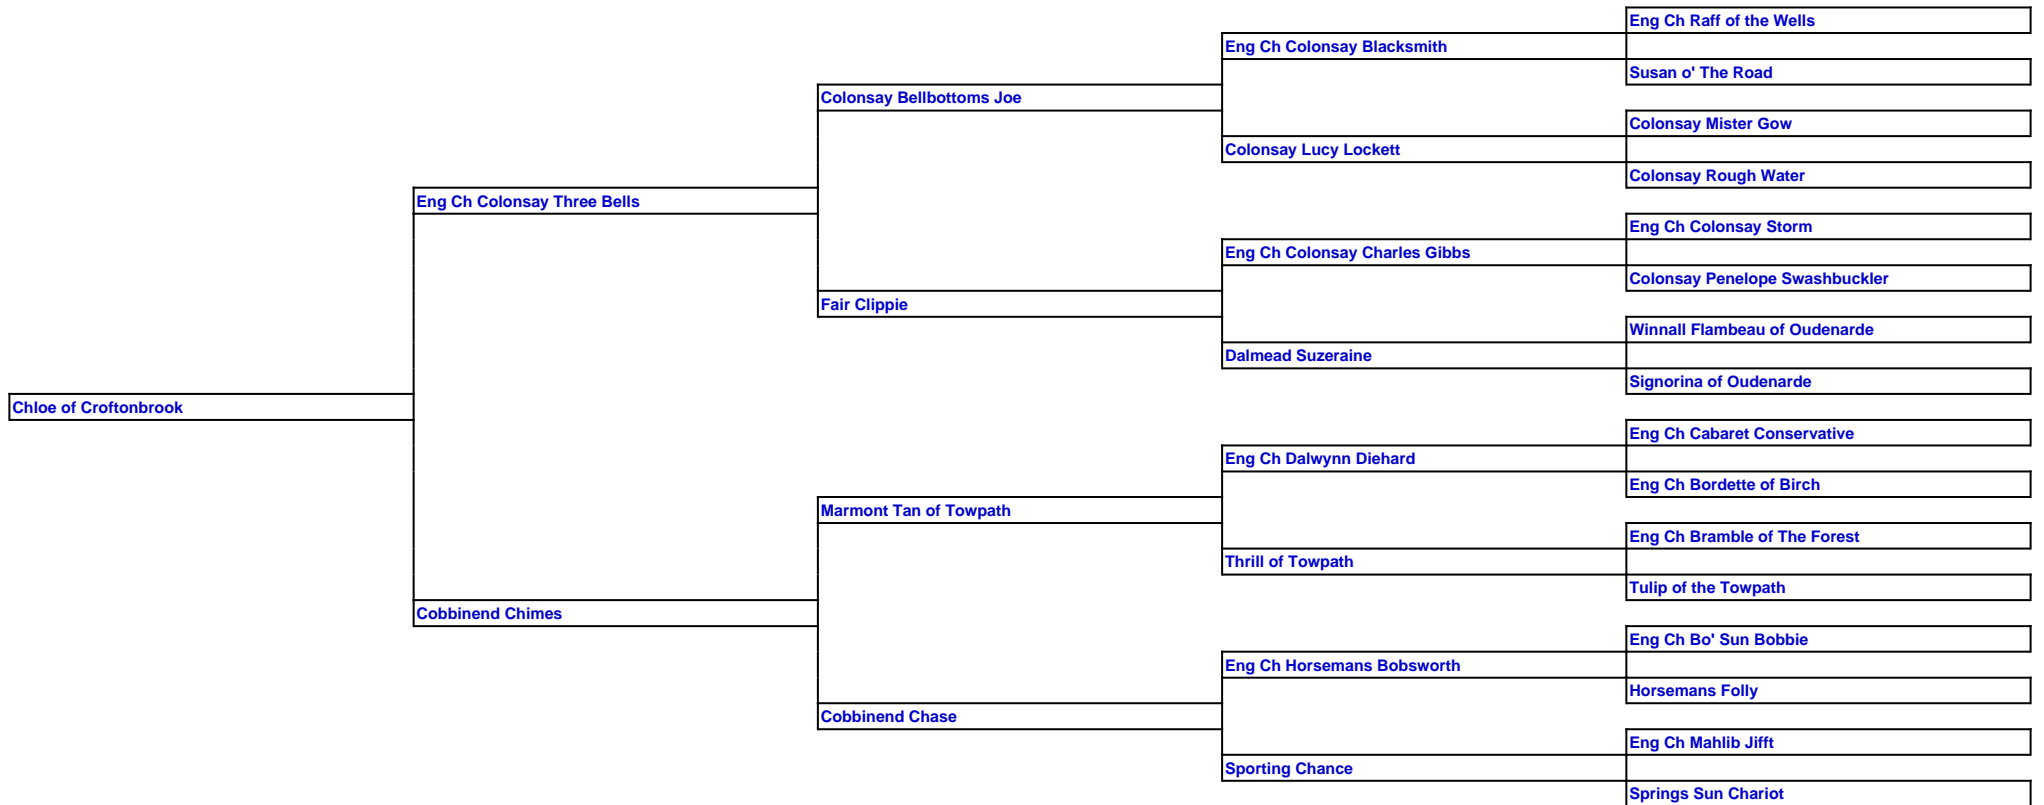 Eng Ch Raff of the Wells
Eng Ch Colonsay Blacksmith
Susan o' The Road
Colonsay Bellbottoms Joe
Colonsay Mister Gow
Colonsay Lucy Lockett
Colonsay Rough Water
Eng Ch Colonsay Three Bells
Eng Ch Colonsay Storm
Eng Ch Colonsay Charles Gibbs
Colonsay Penelope Swashbuckler
Fair Clippie
Winnall Flambeau of Oudenarde
Dalmead Suzeraine
Signorina of Oudenarde
Chloe of Croftonbrook
Eng Ch Cabaret Conservative
Eng Ch Dalwynn Diehard
Eng Ch Bordette of Birch
Marmont Tan of Towpath
Eng Ch Bramble of The Forest
Thrill of Towpath
Tulip of the Towpath
Cobbinend Chimes
Eng Ch Bo' Sun Bobbie
Eng Ch Horsemans Bobsworth
Horsemans Folly
Cobbinend Chase
Eng Ch Mahlib Jifft
Sporting Chance
Springs Sun Chariot